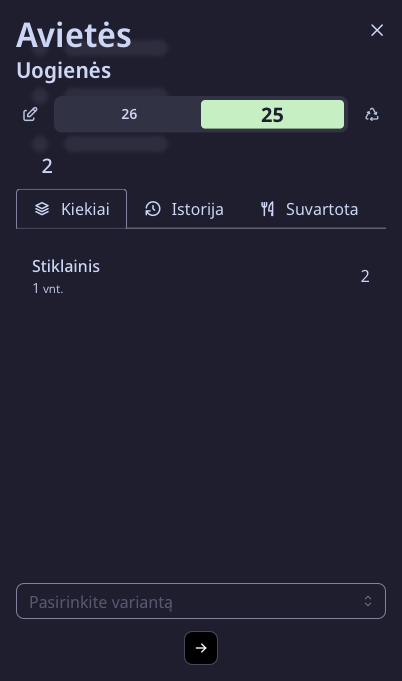 Avietės
Uogienės
26 25
2
Kiekiai Istorija Suvartota
Stiklainis 2
1 vnt.
Pasirinkite variantą